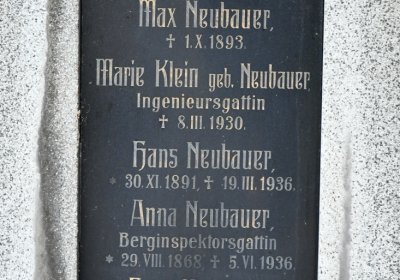 Max Neubauer,
† 1.X.1893.
Marie Klein geb. Neubauer,
Ingenieursgattin
† 8.III.1930.
Hans Neubauer,
* 30.XI.1891, † 19.III.1936.
Anna Neubauer,
Berginspektorsgattin
* 29.VIII.1868, † 5.VI.1936